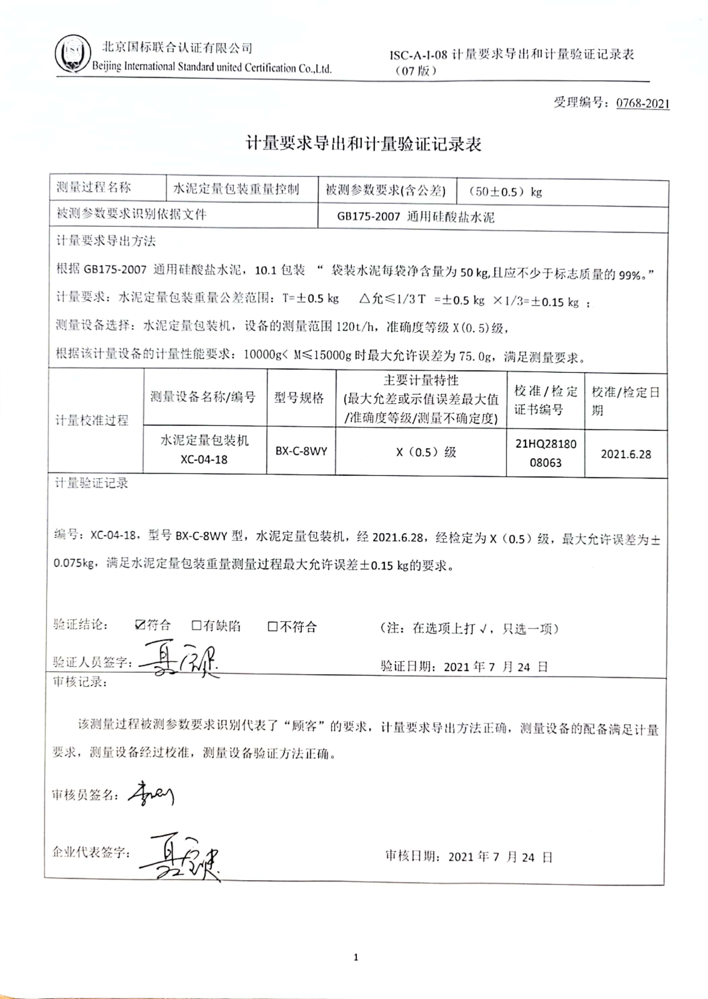 ISC
北京国标联合认证有限公司
Beijing International Standard united Certification Co.,Ltd.
ISC-A-I-08 计量要求导出和计量验证记录表
（07 版）
受理编号：0768-2021
计量要求导出和计量验证记录表
测量过程名称 水泥定量包装重量控制 被测参数要求(含公差) （50±0.5）kg
被测参数要求识别依据文件 GB175-2007 通用硅酸盐水泥
计量要求导出方法
根据 GB175-2007 通用硅酸盐水泥，10.1 包装 “ 袋装水泥每袋净含量为 50 kg,且应不少于标志质量的 99%。”
计量要求：水泥定量包装重量公差范围：T=±0.5 kg △允≤1/3 T =±0.5 kg ×1/3=±0.15 kg ；
测量设备选择：水泥定量包装机，设备的测量范围 120t/h，准确度等级 X(0.5)级，
根据该计量设备的计量性能要求：10000g< M≤15000g 时最大允许误差为 75.0g，满足测量要求。
计量校准过程
测量设备名称/编号
型号规格
主要计量特性
(最大允差或示值误差最大值
/准确度等级/测量不确定度)
校准/检定
证书编号
校准/检定日
期
水泥定量包装机
XC-04-18
BX-C-8WY
X（0.5）级
21HQ28180
08063
2021.6.28
计量验证记录
编号：XC-04-18，型号 BX-C-8WY 型，水泥定量包装机，经 2021.6.28，经检定为 X（0.5）级，最大允许误差为±
0.075kg，满足水泥定量包装重量测量过程最大允许误差±0.15 kg的要求。
验证结论： ☑符合 □有缺陷 □不符合 （注：在选项上打 √，只选一项）
验证人员签字： 验证日期：2021 年 7 月 24 日
审核记录：
该测量过程被测参数要求识别代表了“顾客”的要求，计量要求导出方法正确，测量设备的配备满足计量
要求，测量设备经过校准，测量设备验证方法正确。
审核员签名：
企业代表签字： 审核日期：2021 年 7 月 24 日
1